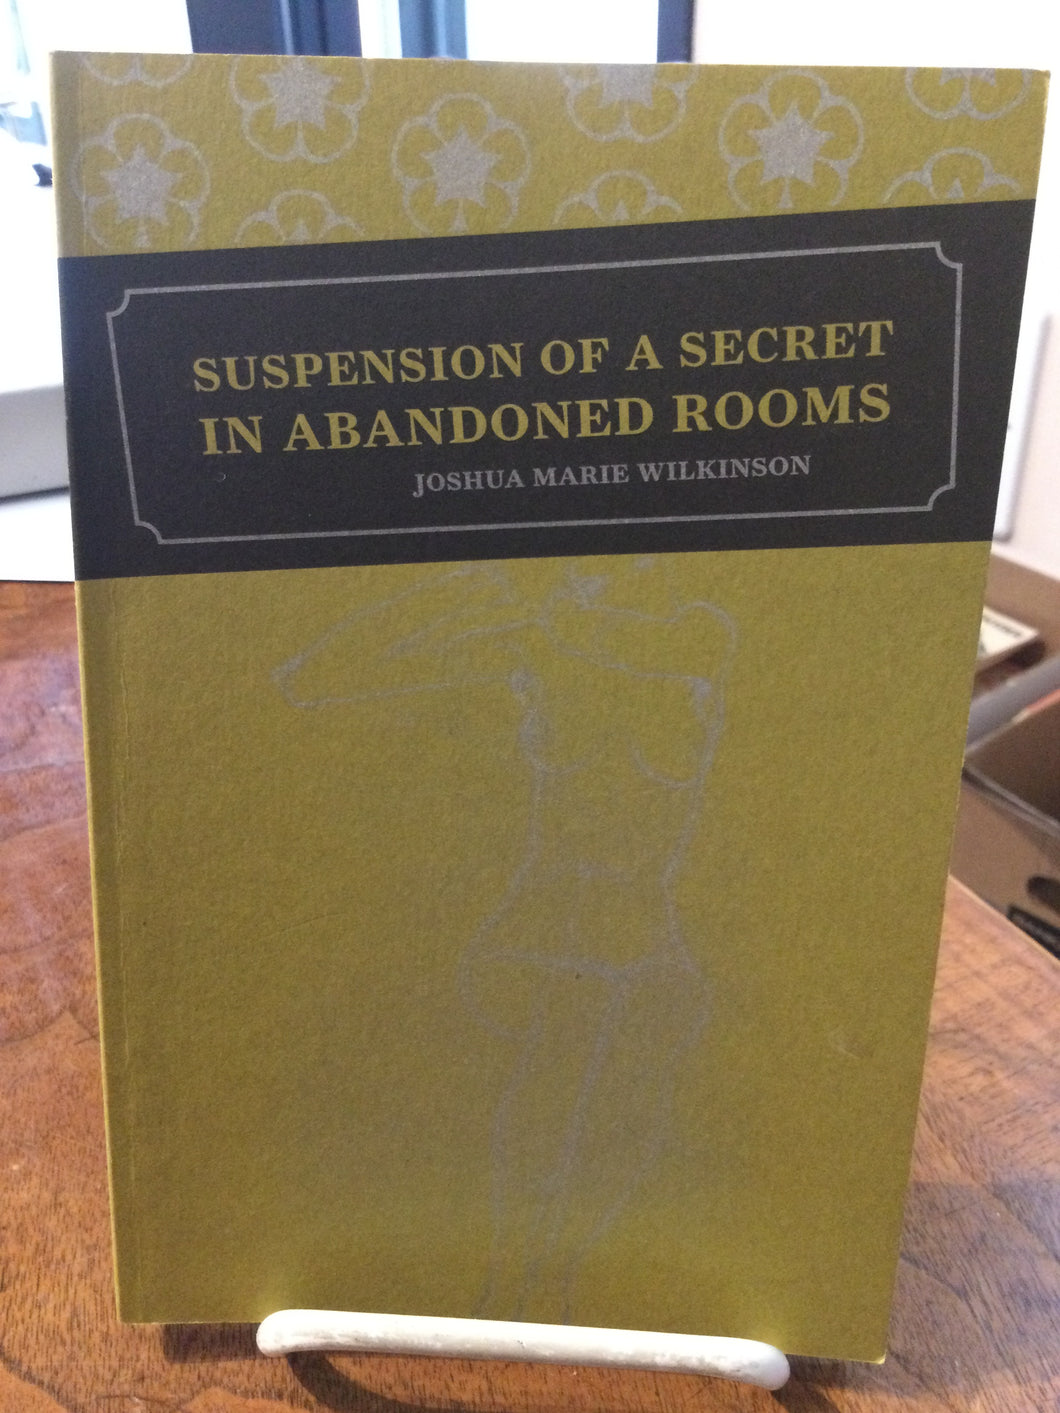 SUSPENSION OF A SECRET
IN ABANDONED ROOMS
JOSHUA MARIE WILKINSON